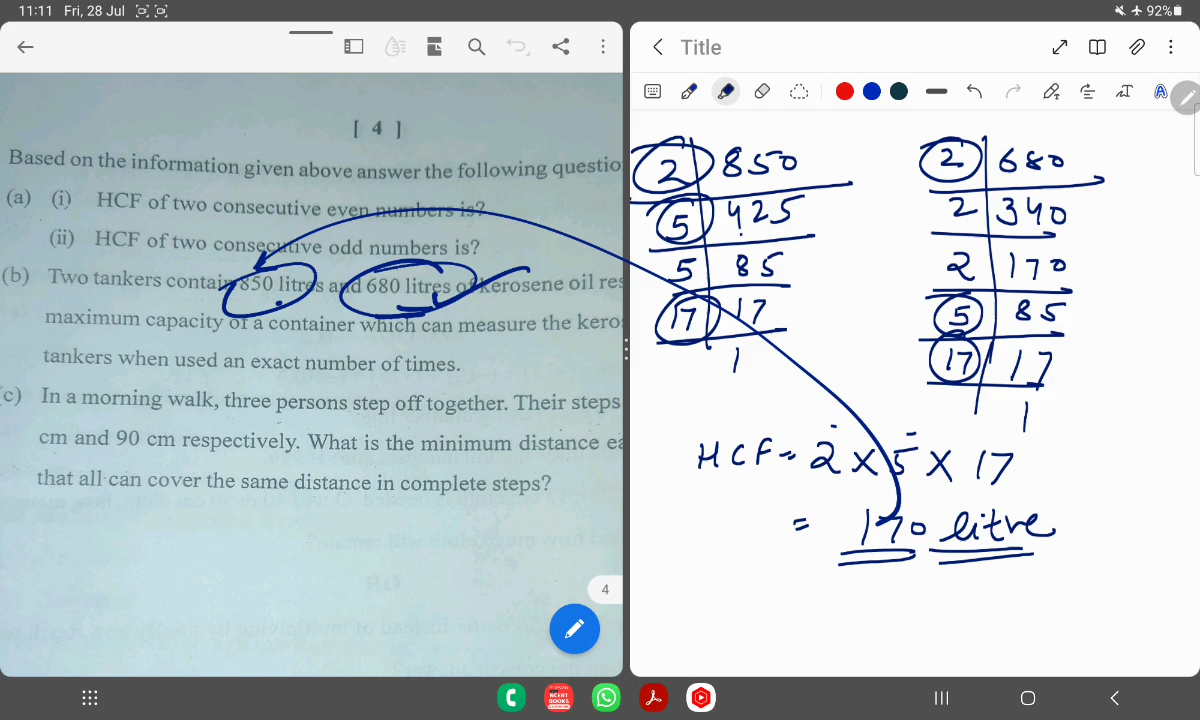 11:11 Fri, 28 Jul
92%
Title
[ 4 ]
Based on the information given above answer the following questio
(a) (i) HCF of two consecutive even numbers is?
(ii) HCF of two consecutive odd numbers is?
(b) Two tankers contain 850 litres and 680 litres of kerosene oil res
maximum capacity of a container which can measure the kero
tankers when used an exact number of times.
(c) In a morning walk, three persons step off together. Their steps
cm and 90 cm respectively. What is the minimum distance ea
that all can cover the same distance in complete steps?
OR
4
2 850
5 425
5 85
17 17
1
2 680
2 340
2 170
5 85
17 17
1
HCF = 2 X 5 X 17
= 170 litre
NCERT
BOOKS